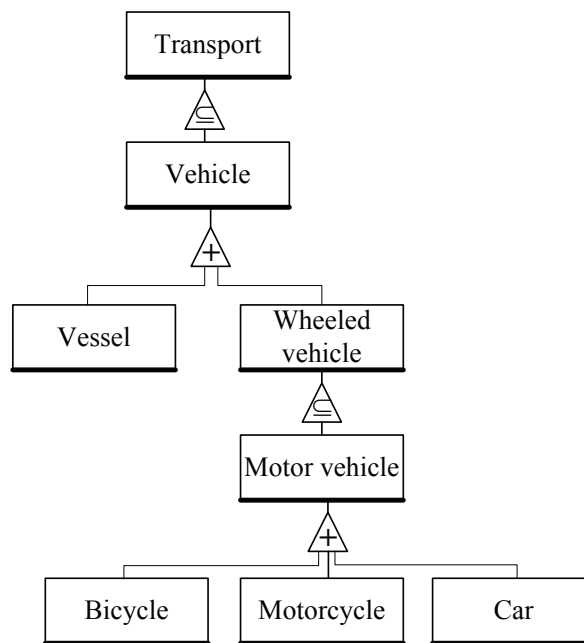 Transport
⊆
Vehicle
+
Vessel
Wheeled
vehicle
⊆
Motor vehicle
+
Bicycle
Motorcycle
Car